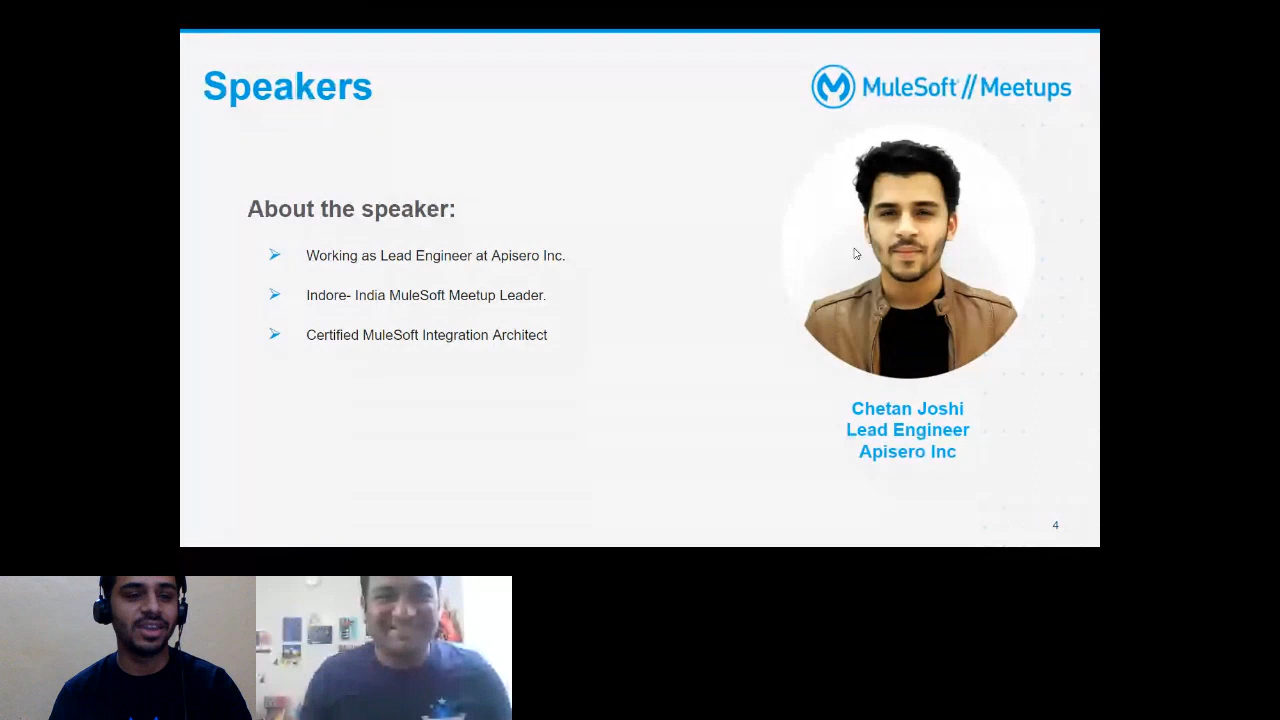 Speakers
MuleSoft // Meetups
About the speaker:
Working as Lead Engineer at Apisero Inc.
Indore- India MuleSoft Meetup Leader.
Certified MuleSoft Integration Architect
Chetan Joshi
Lead Engineer
Apisero Inc
4